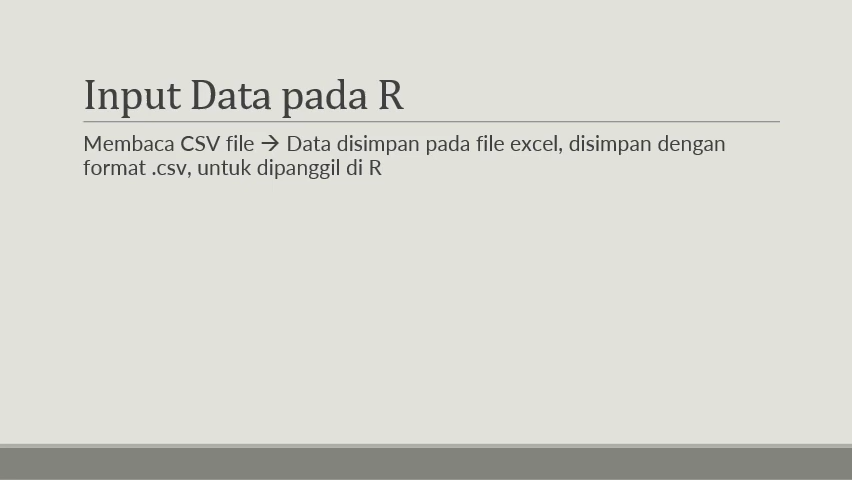 Input Data pada R
Membaca CSV file → Data disimpan pada file excel, disimpan dengan
format .csv, untuk dipanggil di R